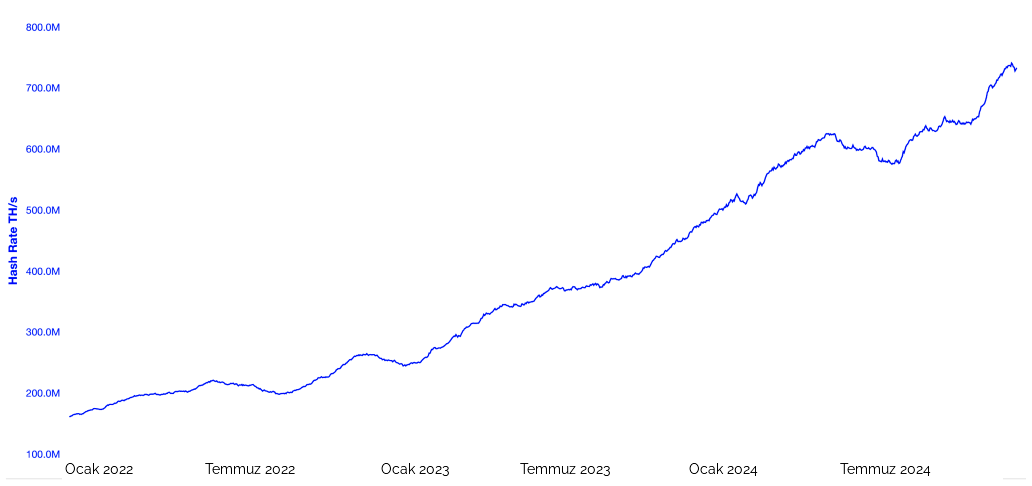 800.0M
700.0M
600.0M
500.0M
400.0M
300.0M
200.0M
100.0M
Hash Rate TH/s
Ocak 2022 Temmuz 2022 Ocak 2023 Temmuz 2023 Ocak 2024 Temmuz 2024